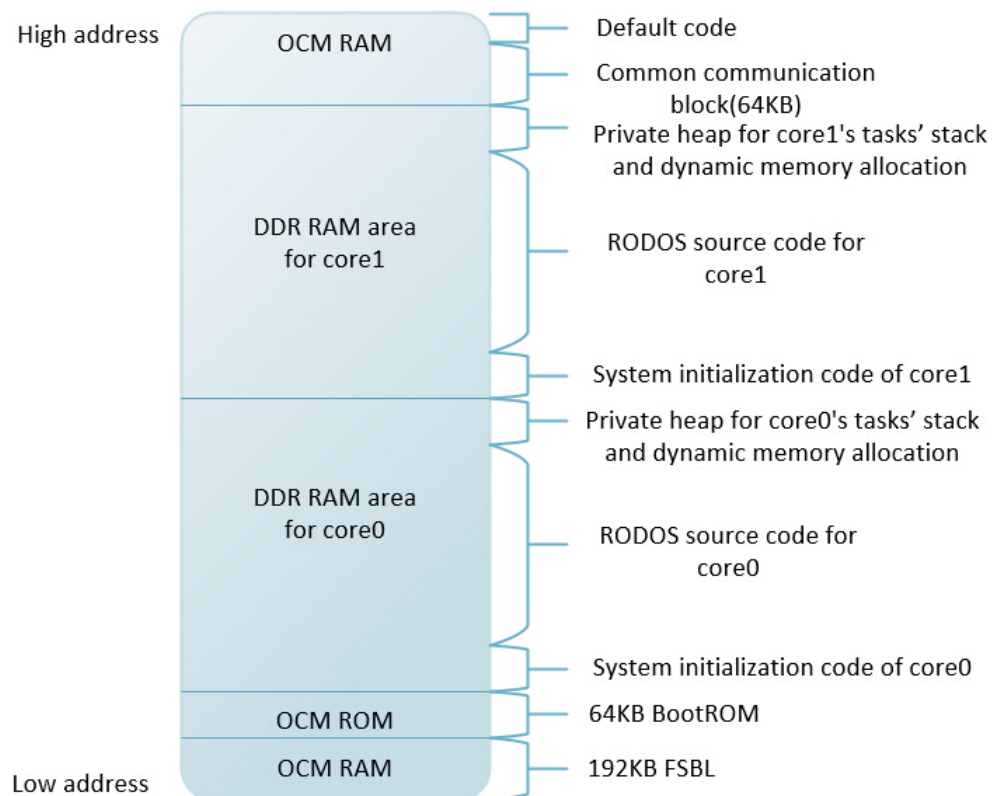 High address
OCM RAM
Default code
Common communication
block(64KB)
Private heap for core1's tasks’ stack
and dynamic memory allocation
DDR RAM area
for core1
RODOS source code for
core1
System initialization code of core1
Private heap for core0's tasks’ stack
and dynamic memory allocation
DDR RAM area
for core0
RODOS source code for
core0
System initialization code of core0
OCM ROM
64KB BootROM
OCM RAM
192KB FSBL
Low address